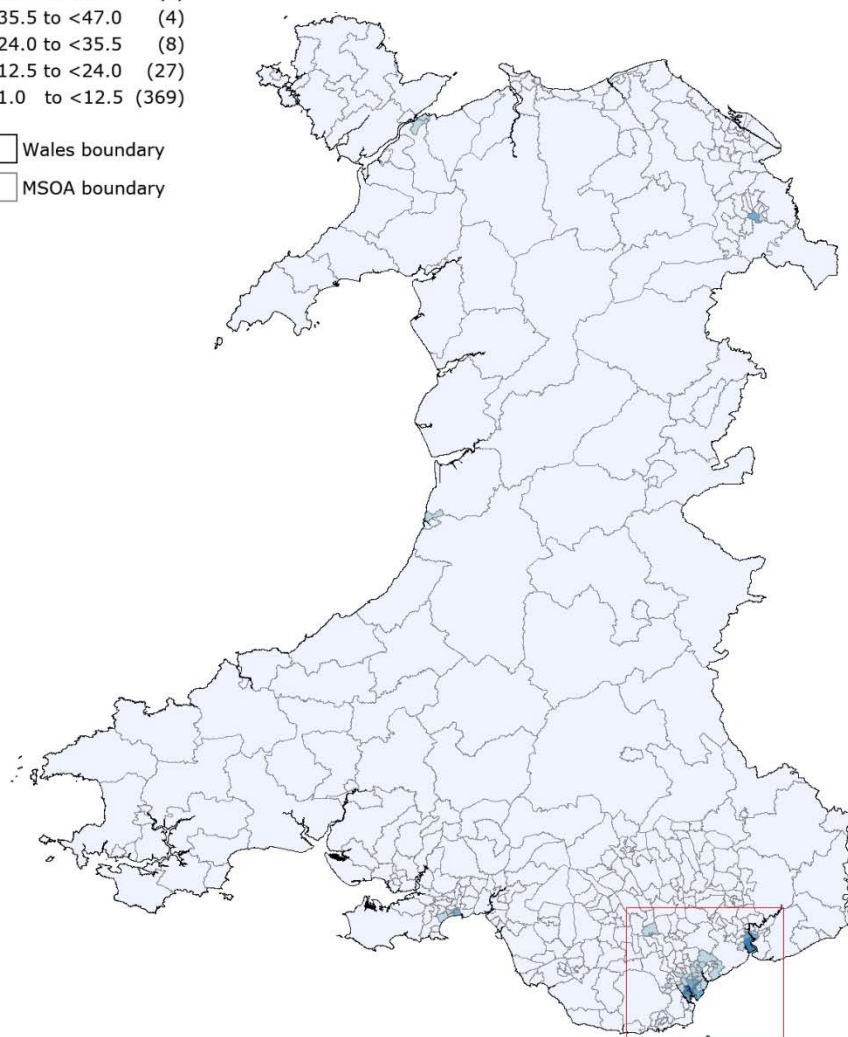 35.5 to <47.0 (4)
24.0 to <35.5 (8)
12.5 to <24.0 (27)
1.0 to <12.5 (369)
Wales boundary
MSOA boundary